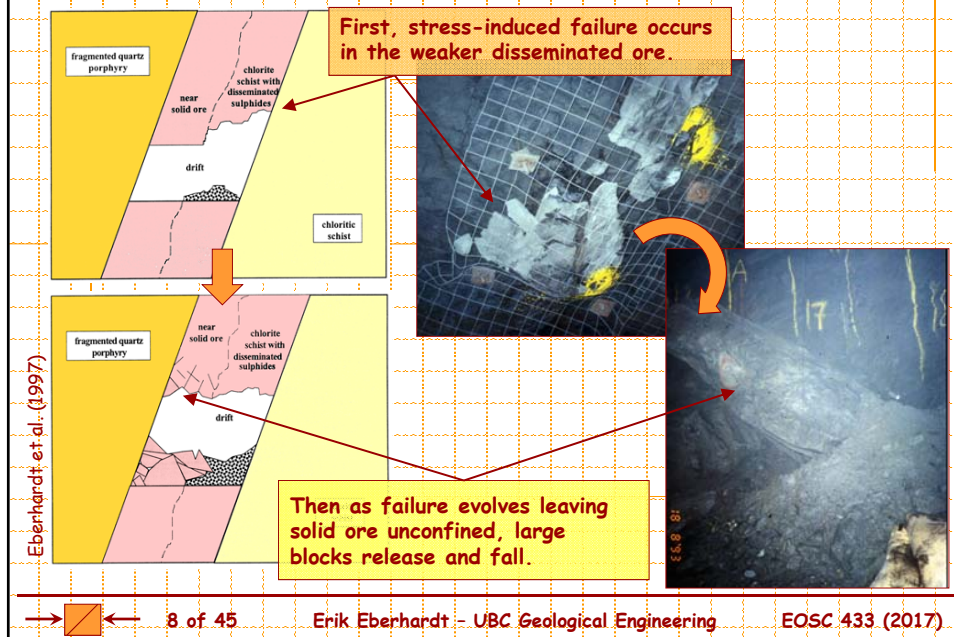 First, stress-induced failure occurs
in the weaker disseminated ore.
fragmented quartz
porphyry
near
solid ore
chlorite
schist with
disseminated
sulphides
drift
chloritic
schist
fragmented quartz
porphyry
near
solid ore
chlorite
schist with
disseminated
sulphides
drift
Eberhardt et al. (1997)
A
17
18 8'93
Then as failure evolves leaving
solid ore unconfined, large
blocks release and fall.
8 of 45
Erik Eberhardt – UBC Geological Engineering
EOSC 433 (2017)